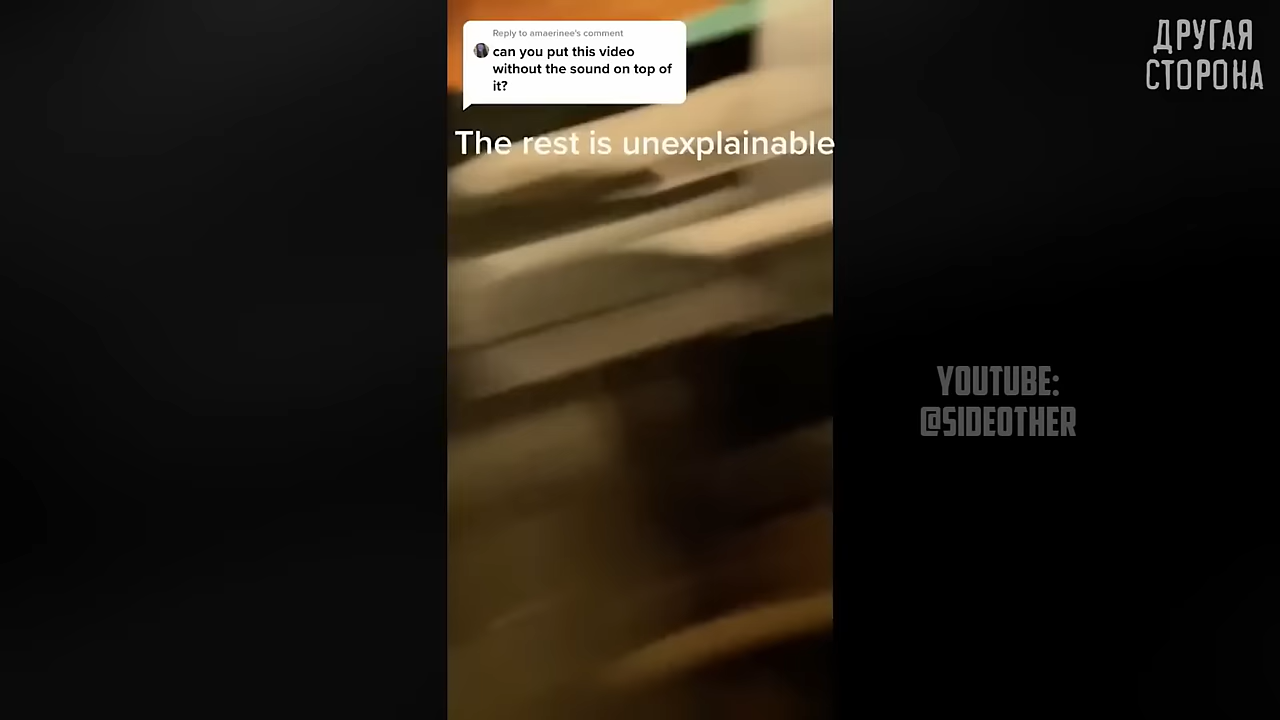 Reply to amaerinee's comment
can you put this video
without the sound on top of
it?
The rest is unexplainable
ДРУГАЯ
СТОРОНА
YOUTUBE:
@SIDEOTHER